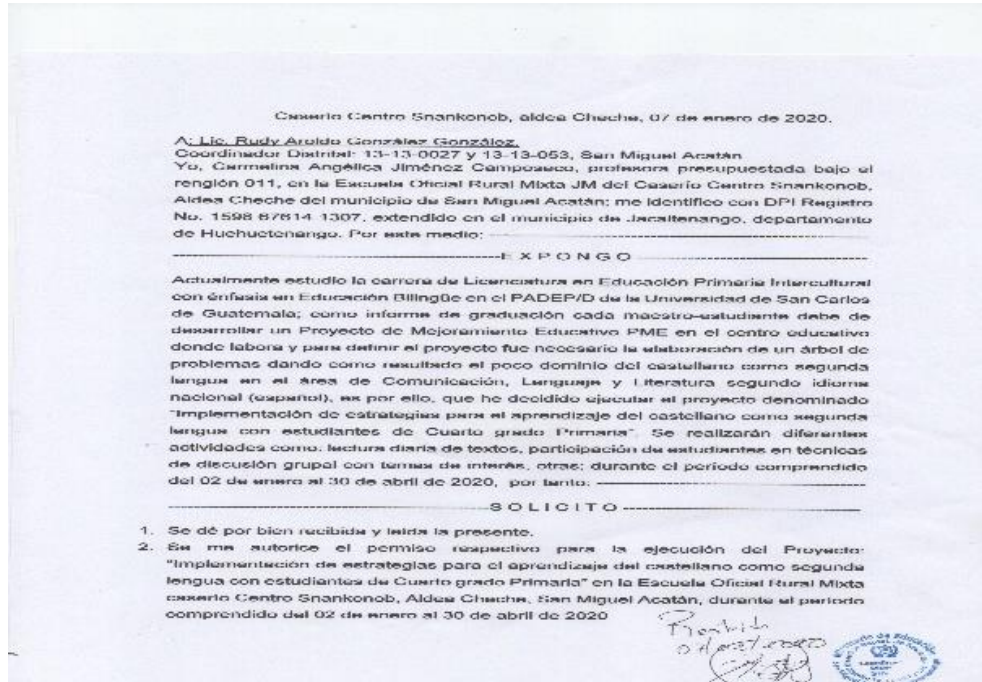 Caserío Centro Snankonob, aldea Cheche, 07 de enero de 2020.
A: Lic. Rudy Aroldo González González.
Coordinador Distrital: 13-13-0027 y 13-13-053, San Miguel Acatán
Yo, Carmelina Angélica Jiménez Camposeco, profesora presupuestada bajo el
renglón 011, en la Escuela Oficial Rural Mixta JM del Caserío Centro Snankonob,
Aldea Cheche del municipio de San Miguel Acatán; me identifico con DPI Registro
No. 1598 67614 1307, extendido en el municipio de Jacaltenango, departamento
de Huehuetenango. Por este medio: ------------------------------
------------------------------E X P O N G O------------------------------
Actualmente estudio la carrera de Licenciatura en Educación Primaria Intercultural
con énfasis en Educación Bilingüe en el PADEP/D de la Universidad de San Carlos
de Guatemala; como informe de graduación cada maestro-estudiante debe de
desarrollar un Proyecto de Mejoramiento Educativo PME en el centro educativo
donde labora y para definir el proyecto fue necesario la elaboración de un árbol de
problemas dando como resultado el poco dominio del castellano como segunda
lengua en el área de Comunicación, Lenguaje y Literatura segundo idioma
nacional (español), es por ello, que he decidido ejecutar el proyecto denominado
"Implementación de estrategias para el aprendizaje del castellano como segunda
lengua con estudiantes de Cuarto grado Primaria". Se realizarán diferentes
actividades como: lectura diaria de textos, participación de estudiantes en técnicas
de discusión grupal con temas de interés, otras; durante el periodo comprendido
del 02 de enero al 30 de abril de 2020, por tanto: ------------------------------
------------------------------S O L I C I T O------------------------------
1. Se dé por bien recibida y leída la presente.
2. Se me autorice el permiso respectivo para la ejecución del Proyecto:
"Implementación de estrategias para el aprendizaje del castellano como segunda
lengua con estudiantes de Cuarto grado Primaria" en la Escuela Oficial Rural Mixta
caserío Centro Snankonob, Aldea Cheche, San Miguel Acatán, durante el periodo
comprendido del 02 de enero al 30 de abril de 2020
Recibido